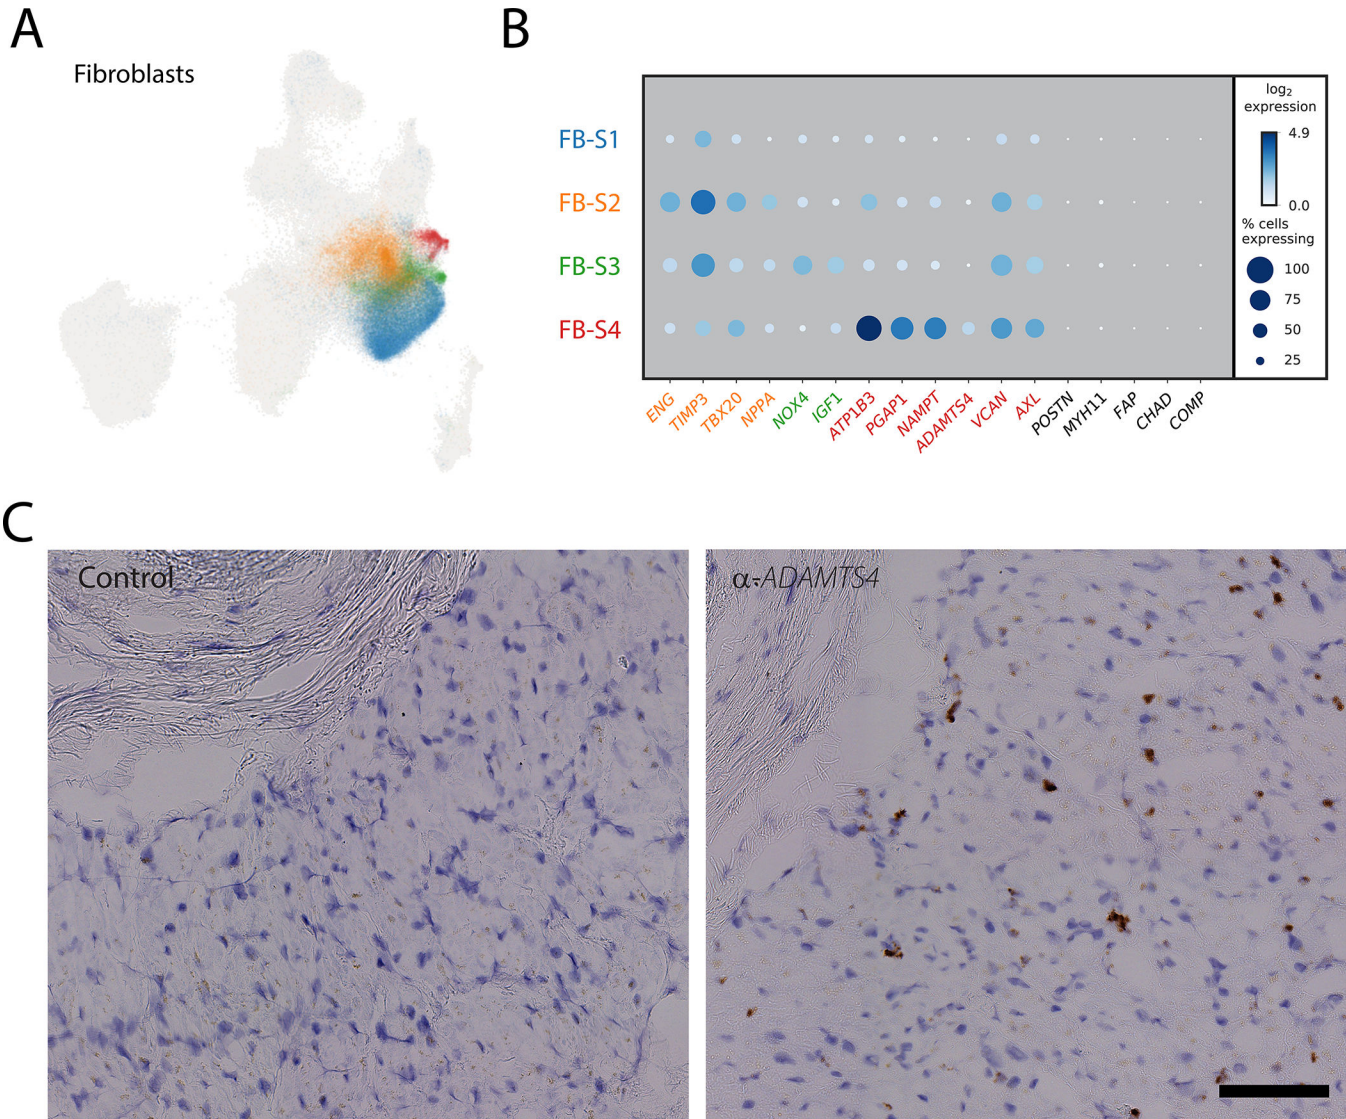 A
Fibroblasts
B
FB-S1
FB-S2
FB-S3
FB-S4
ENG
TIMP3
TBX20
NPPA
NOX4
IGF1
ATP1B3
PGAP1
NAMPT
ADAMTS4
VCAN
AXL
POSTN
MYH11
FAP
CHAD
COMP
log2
expression
4.9
0.0
% cells
expressing
100
75
50
25
C
Control
α-ADAMTS4